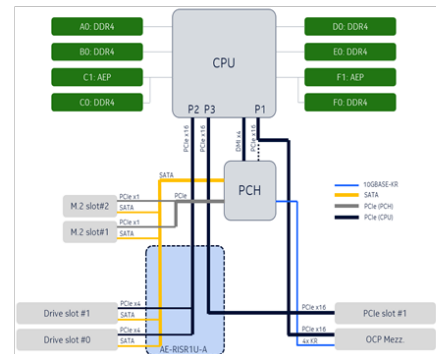 A0: DDR4
D0: DDR4
B0: DDR4
E0: DDR4
CPU
C1: AEP
F1: AEP
C0: DDR4
F0: DDR4
P2 P3
P1
PCIe x16
PCIe x16
DMI x4
PCIe x16
SATA
PCH
PCIe
M.2 slot#2
PCIe x1
SATA
M.2 slot#1
PCIe x1
SATA
10GBASE-KR
SATA
PCIe (PCH)
PCIe (CPU)
Drive slot #1
PCIe x4
SATA
PCIe x16
PCIe slot #1
Drive slot #0
PCIe x4
SATA
PCIe x16
OCP Mezz.
4x KR
AE-RISR1U-A